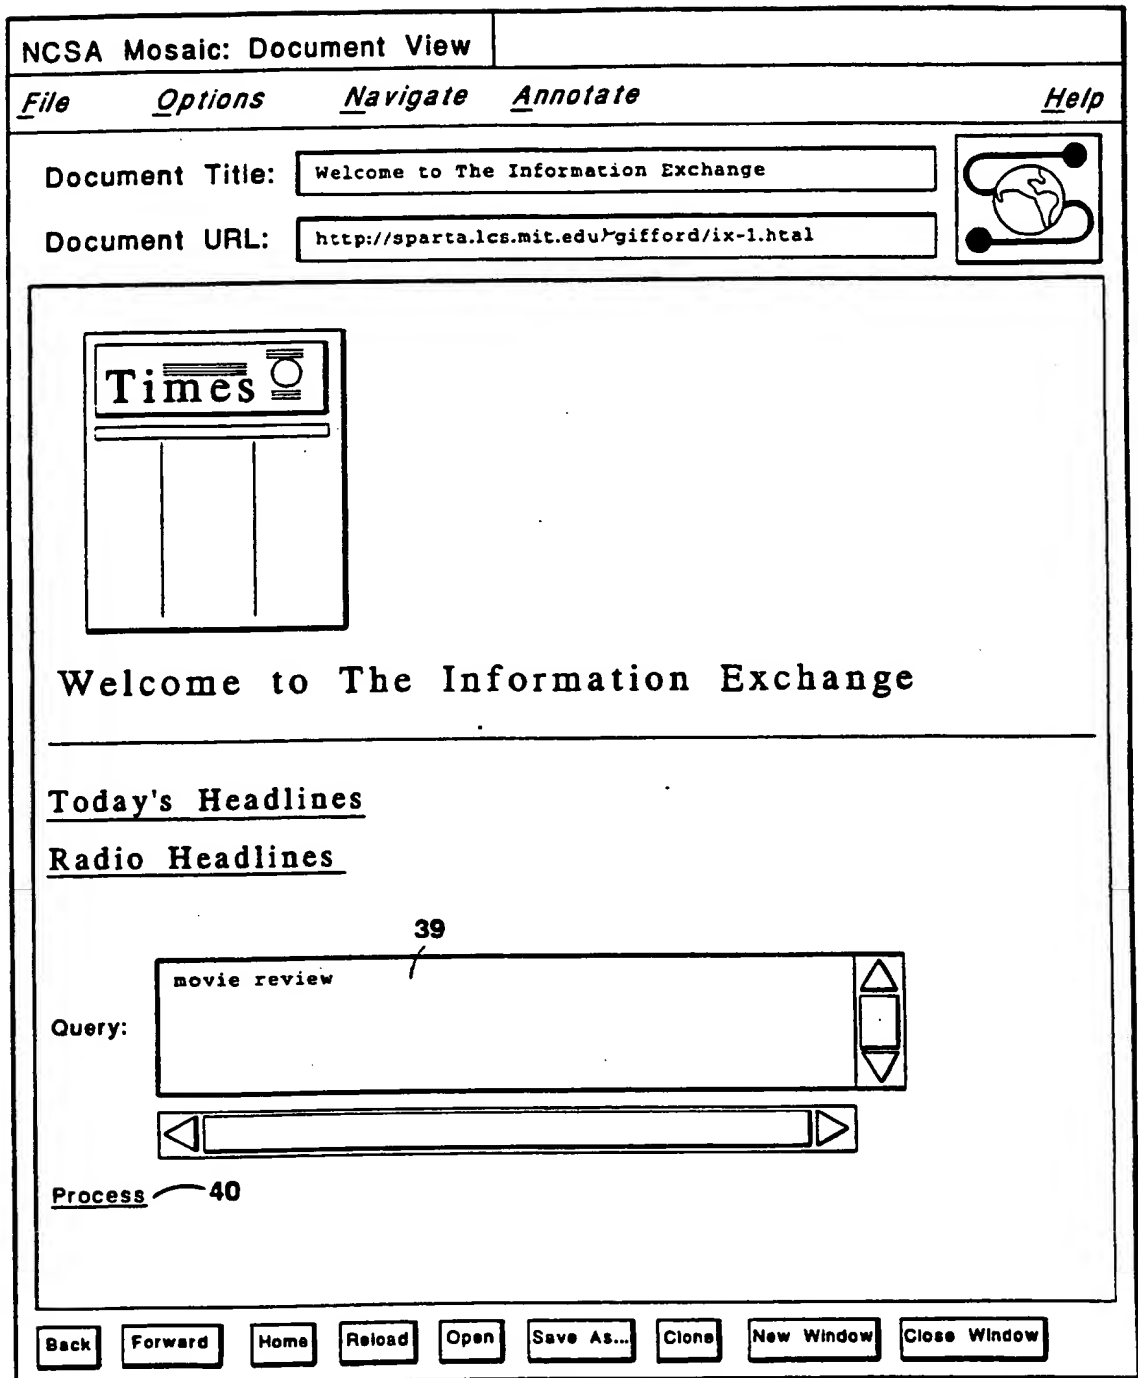 NCSA Mosaic: Document View
File Options Navigate Annotate Help
Document Title: Welcome to The Information Exchange
Document URL: http://sparta.lcs.mit.edu/~gifford/ix-1.htal
Times
Welcome to The Information Exchange
Today's Headlines
Radio Headlines
39
movie review
Query:
Process 40
Back Forward Home Reload Open Save As... Clone New Window Close Window